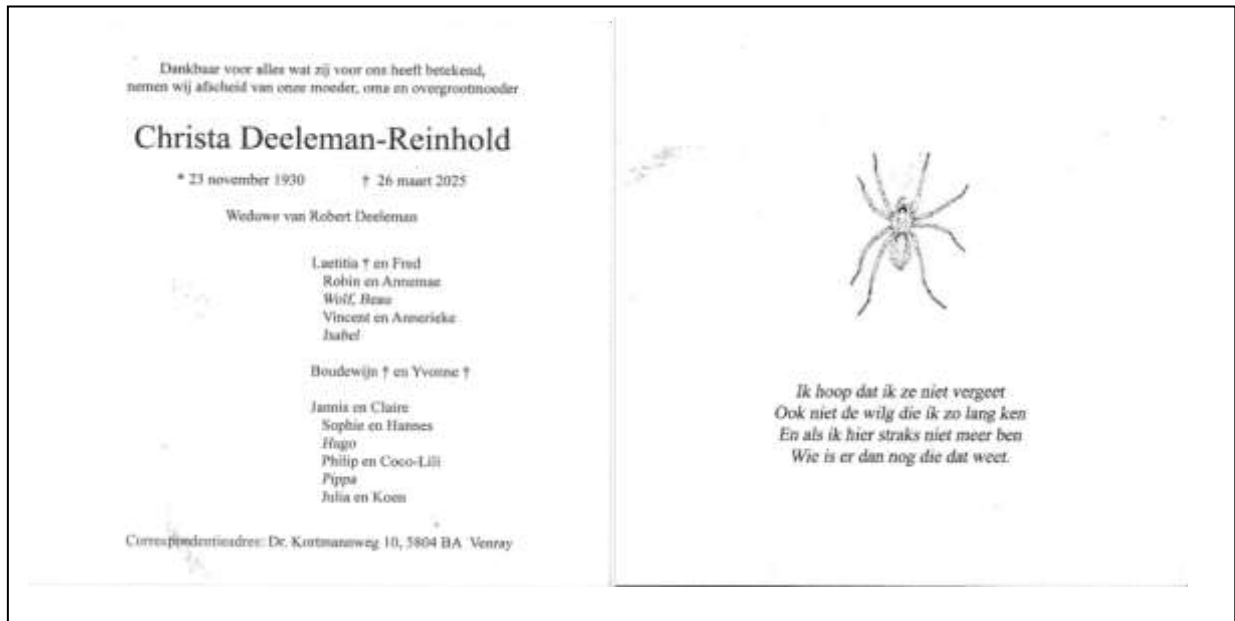 Dankbaar voor alles wat zij voor ons heeft betekend,
nemen wij afscheid van onze moeder, oma en overgrootmoeder
Christa Deeleman-Reinhold
* 23 november 1930 † 26 maart 2025
Weduwe van Robert Deeleman
Laetitia † en Fred
Robin en Annemae
Wolf, Beau
Vincent en Annerieke
Isabel
Boudewijn † en Yvonne †
Jannis en Claire
Sophie en Hannes
Hugo
Philip en Coco-Lili
Pippa
Julia en Koen
Correspondentieadres: Dr. Kortmannweg 10, 5804 BA Venray
Ik hoop dat ik ze niet vergeet
Ook niet de wilg die ik zo lang ken
En als ik hier straks niet meer ben
Wie is er dan nog die dat weet.